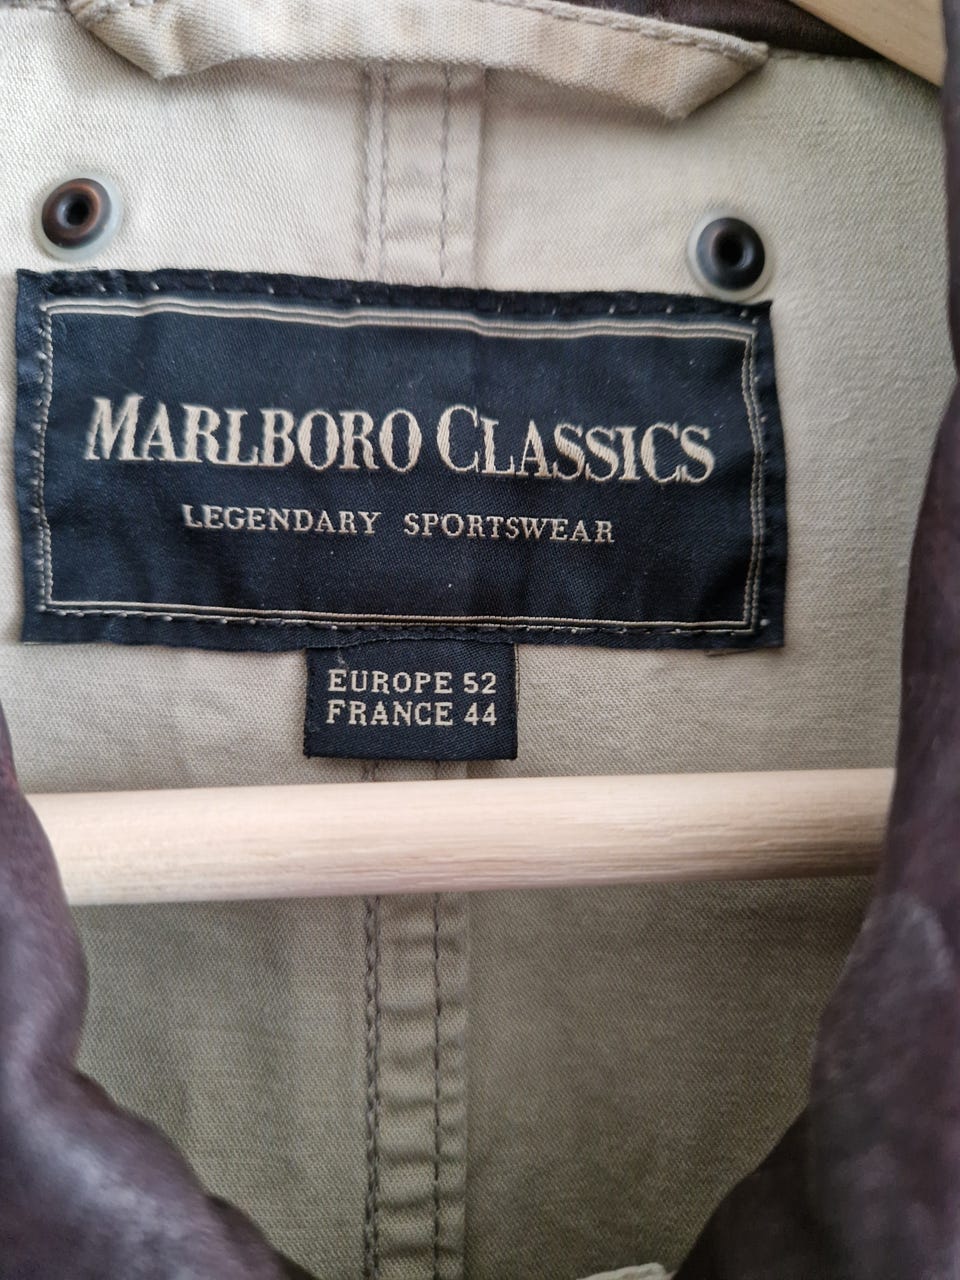 MARLBORO CLASSICS
LEGENDARY SPORTSWEAR
EUROPE 52
FRANCE 44